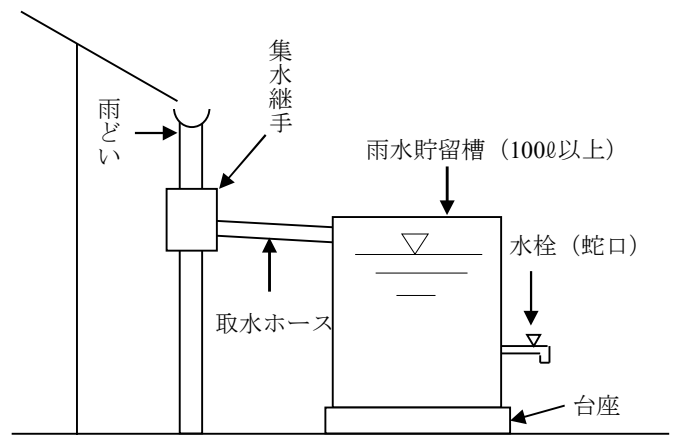 集水継手
雨どい
雨水貯留槽（100ℓ以上）
水栓（蛇口）
取水ホース
台座